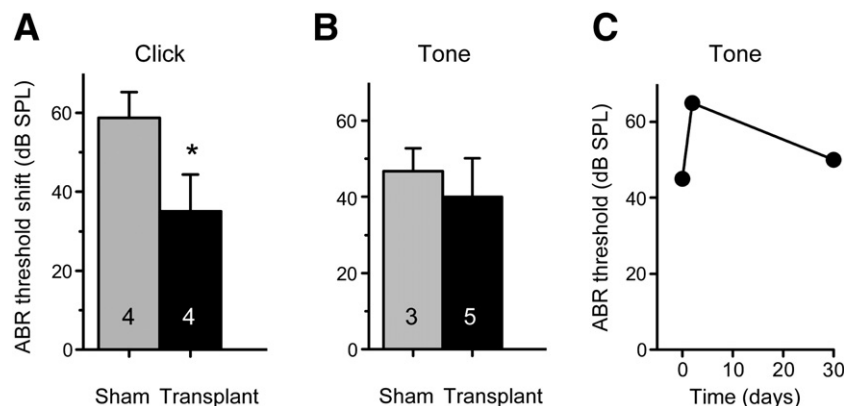 A
B
C
Click
Tone
Tone
ABR threshold shift (dB SPL)
60
40
20
0
*
4
4
Sham Transplant
60
40
20
0
3
5
Sham Transplant
ABR threshold (dB SPL)
60
40
20
0
0 10 20 30
Time (days)